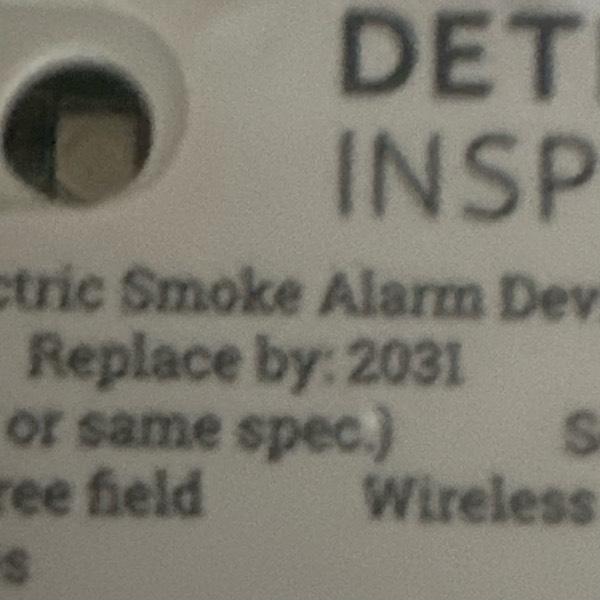 DET
INSP
ctric Smoke Alarm Dev
Replace by: 2031
or same spec.)
S
ree field
Wireless
s